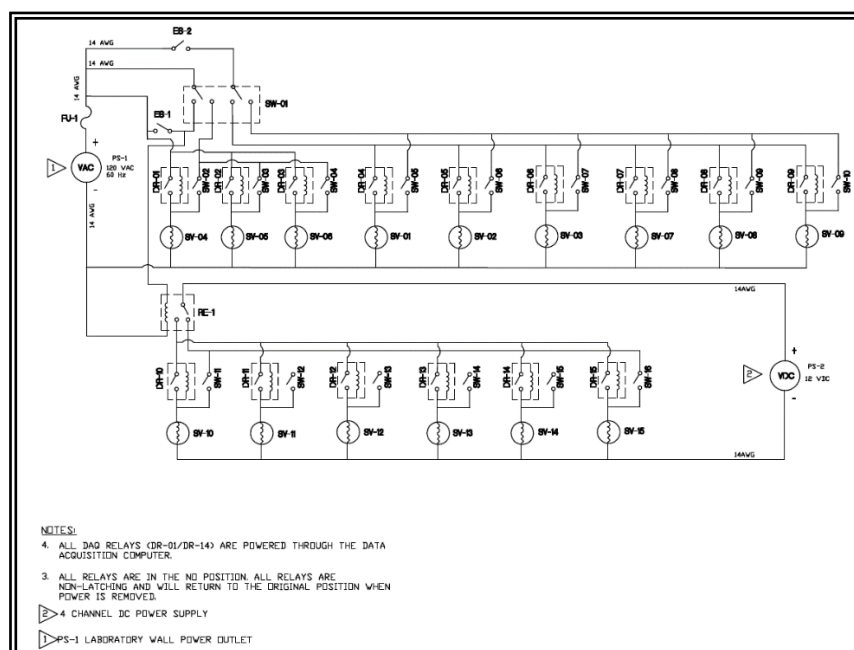 EB-2
14 AWG
14 AWG
14 AWG
SW-01
FU-1
EB-1
1
VAC
+
-
PS-1
120 VAC
60 Hz
14 AWG
DR-01
SW-02
DR-02
SW-03
DR-03
SW-04
DR-04
SW-05
DR-05
SW-06
DR-06
SW-07
DR-07
SW-08
DR-08
SW-09
DR-09
SW-10
SV-04
SV-05
SV-06
SV-01
SV-02
SV-03
SV-07
SV-08
SV-09
RE-1
14AWG
DR-10
SW-11
DR-11
SW-12
DR-12
SW-13
DR-13
SW-14
DR-14
SW-15
DR-15
SW-16
2
VDC
+
-
PS-2
12 VDC
SV-10
SV-11
SV-12
SV-13
SV-14
SV-15
14AWG
NOTES:
4. ALL DAQ RELAYS (DR-01/DR-14) ARE POWERED THROUGH THE DATA
ACQUISITION COMPUTER.
3. ALL RELAYS ARE IN THE NO POSITION. ALL RELAYS ARE
NON-LATCHING AND WILL RETURN TO THE ORIGINAL POSITION WHEN
POWER IS REMOVED.
2 4 CHANNEL DC POWER SUPPLY
1 PS-1 LABORATORY WALL POWER OUTLET